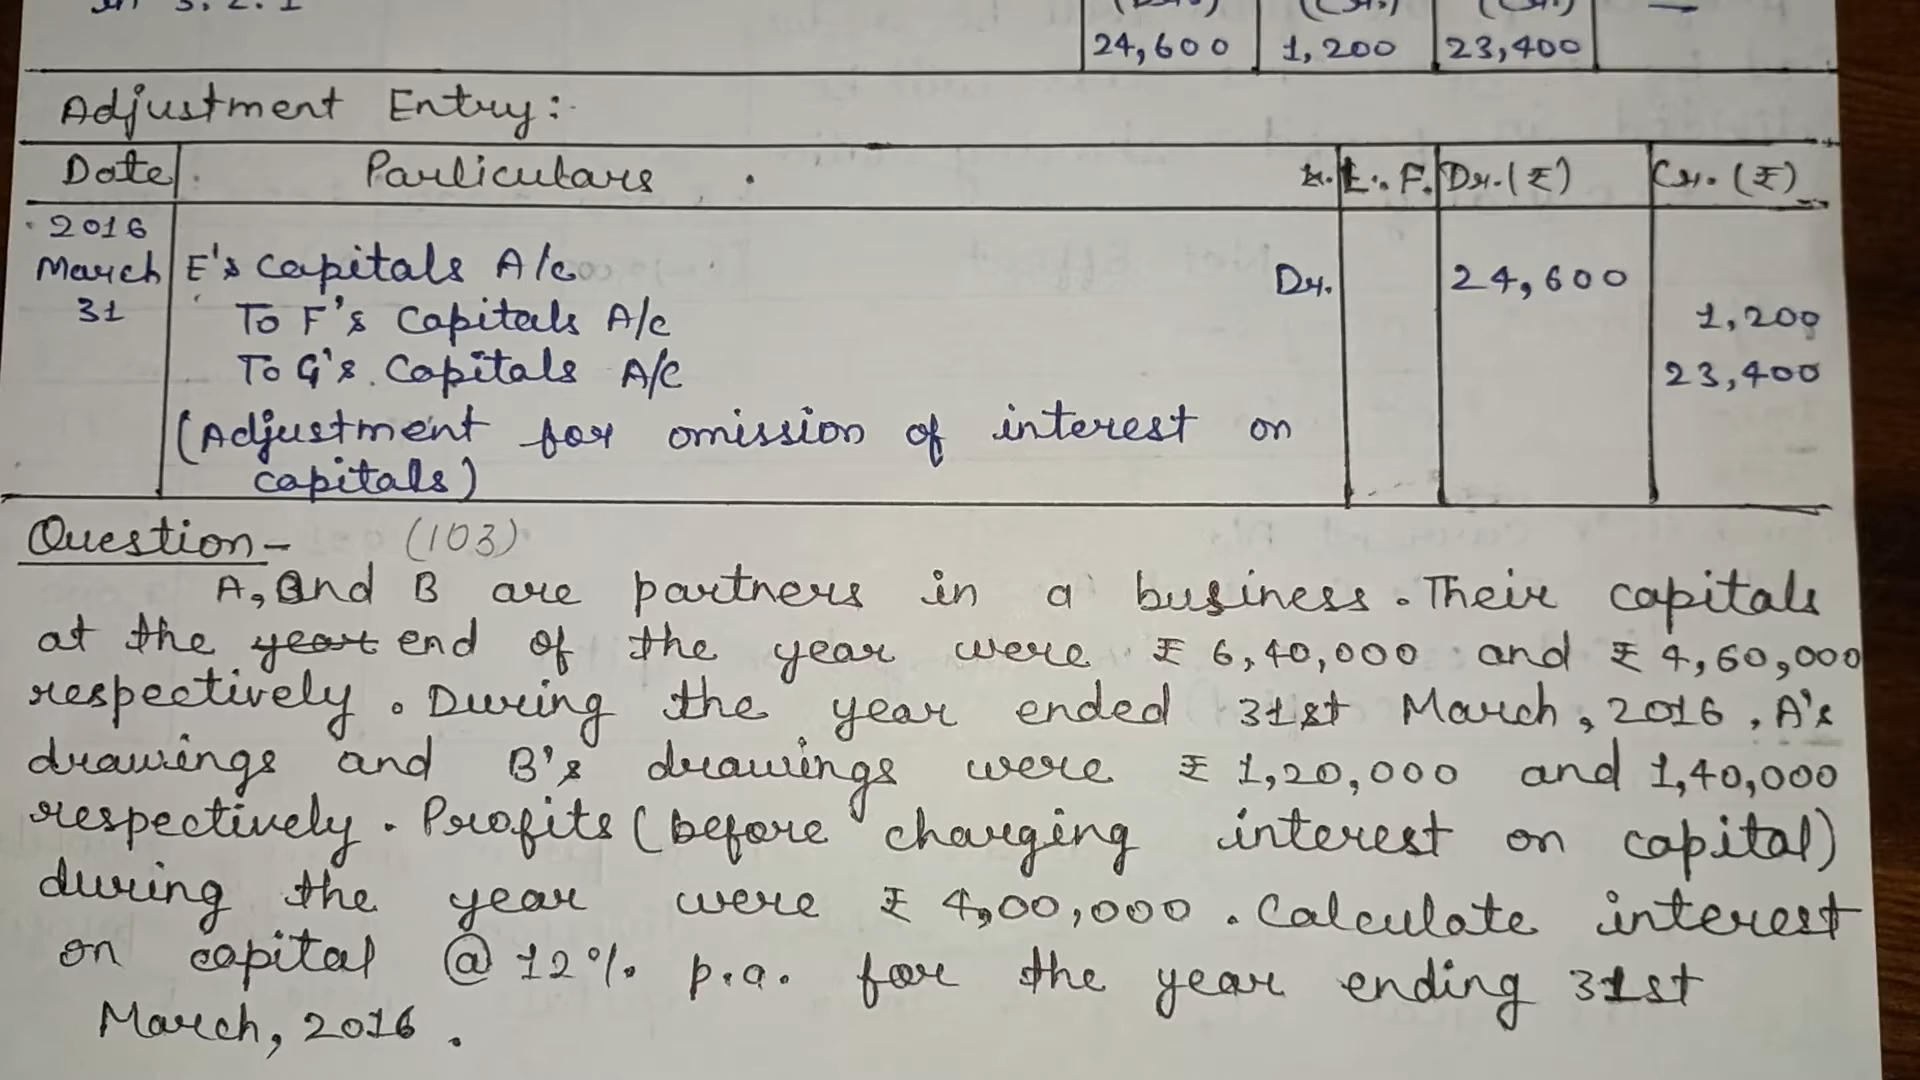 24,600 1,200 23,400
Adjustment Entry:-
Date Particulars L. F. Dr. (₹) Cr. (₹)
2016
March E's capitals A/c Dr. 24,600
31 To F's Capitals A/c 1,200
To G's Capitals A/c 23,400
(Adjustment for omission of interest on
capitals)
Question- (103)
A, and B are partners in a business. Their capitals
at the year end of the year were ₹ 6,40,000 and ₹ 4,60,000
respectively. During the year ended 31st March, 2016, A's
drawings and B's drawings were ₹ 1,20,000 and 1,40,000
respectively. Profits (before charging interest on capital)
during the year were ₹ 4,00,000. Calculate interest
on capital @ 12% p.a. for the year ending 31st
March, 2016.